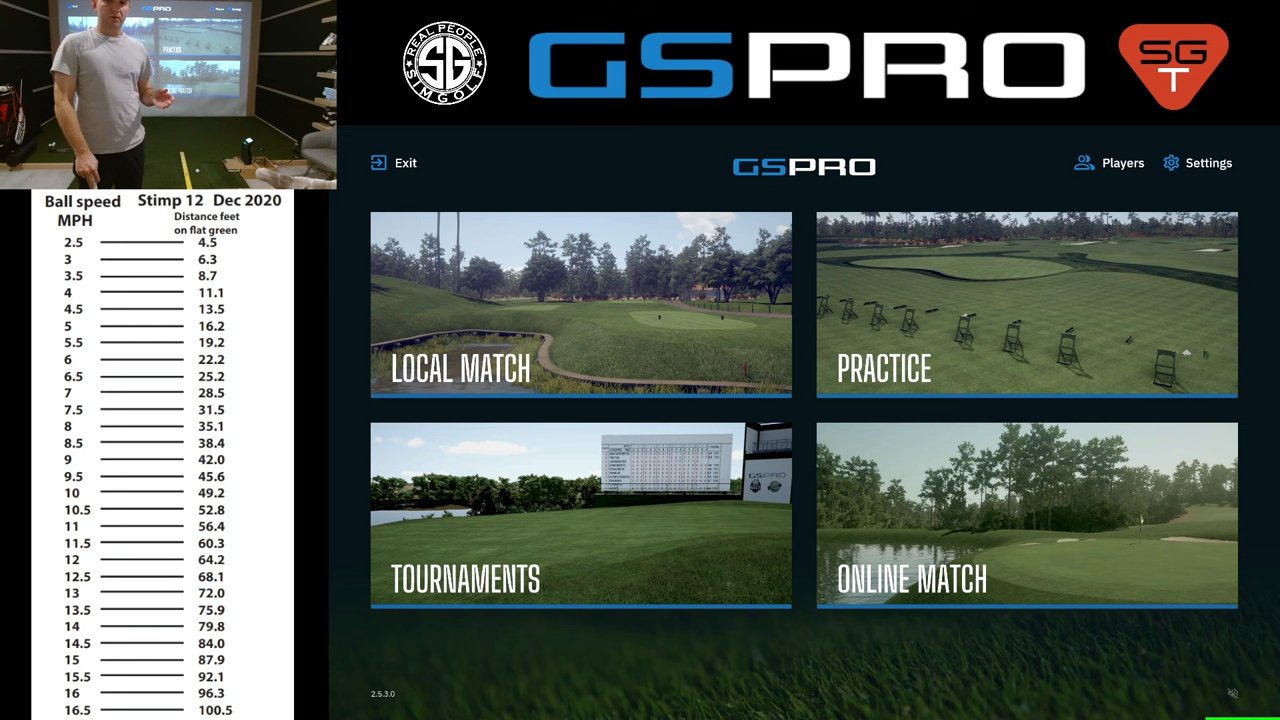 GSPRO
PRACTICE
REAL PEOPLE
SG
SIMGOLF
GSPRO
SG
T
Exit
GSPRO
Players
Settings
LOCAL MATCH
PRACTICE
TOURNAMENTS
GSPRO
ONLINE MATCH
2.5.3.0
Ball speed Stimp 12 Dec 2020
MPH Distance feet
on flat green
2.5 4.5
3 6.3
3.5 8.7
4 11.1
4.5 13.5
5 16.2
5.5 19.2
6 22.2
6.5 25.2
7 28.5
7.5 31.5
8 35.1
8.5 38.4
9 42.0
9.5 45.6
10 49.2
10.5 52.8
11 56.4
11.5 60.3
12 64.2
12.5 68.1
13 72.0
13.5 75.9
14 79.8
14.5 84.0
15 87.9
15.5 92.1
16 96.3
16.5 100.5